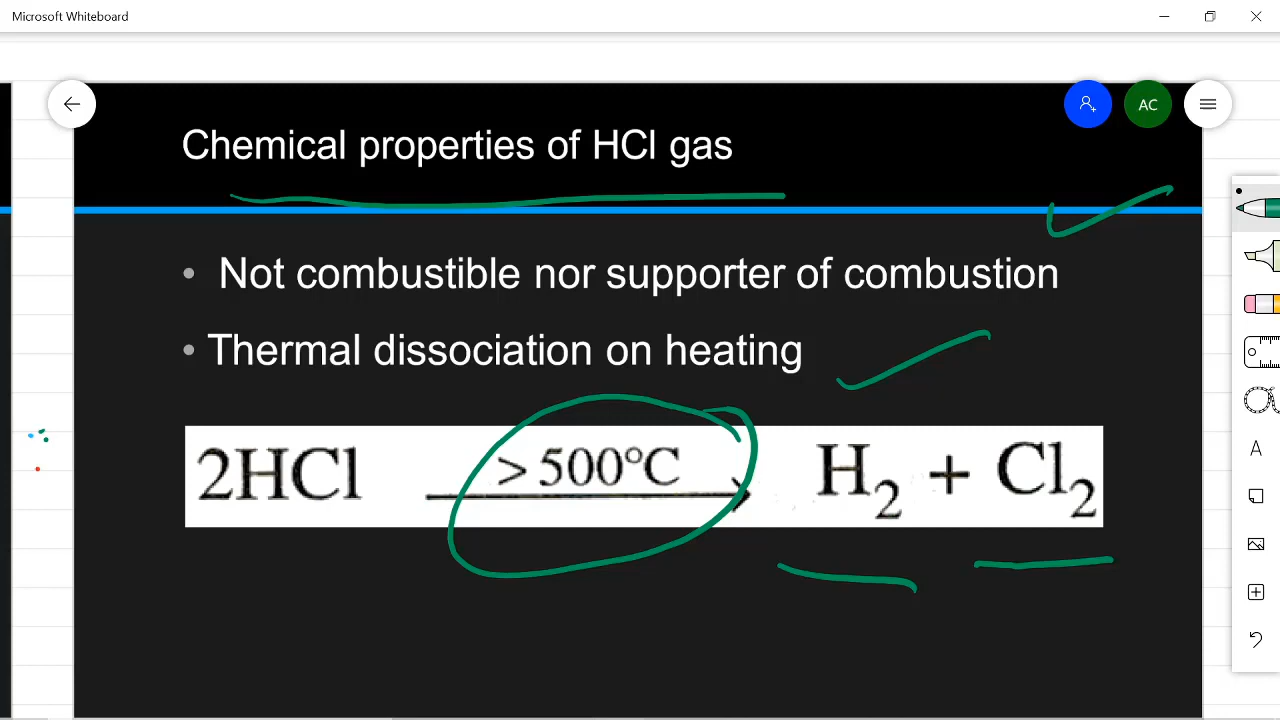 Microsoft Whiteboard
AC
Chemical properties of HCl gas
• Not combustible nor supporter of combustion
• Thermal dissociation on heating
2HCl >500°C → H₂ + Cl₂
A